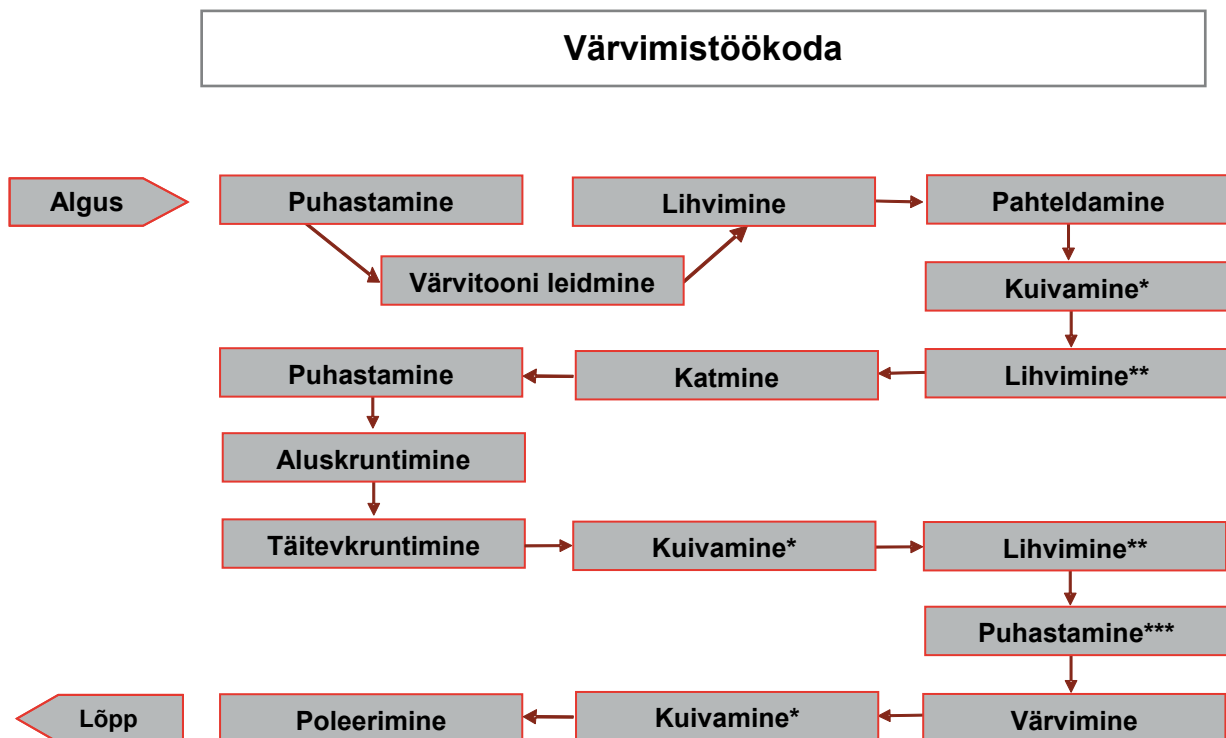 Värvimistöökoda
Algus
Puhastamine
Värvitooni leidmine
Lihvimine
Pahteldamine
Kuivamine*
Lihvimine**
Katmine
Puhastamine
Aluskruntimine
Täitevkruntimine
Kuivamine*
Lihvimine**
Puhastamine***
Värvimine
Kuivamine*
Poleerimine
Lõpp